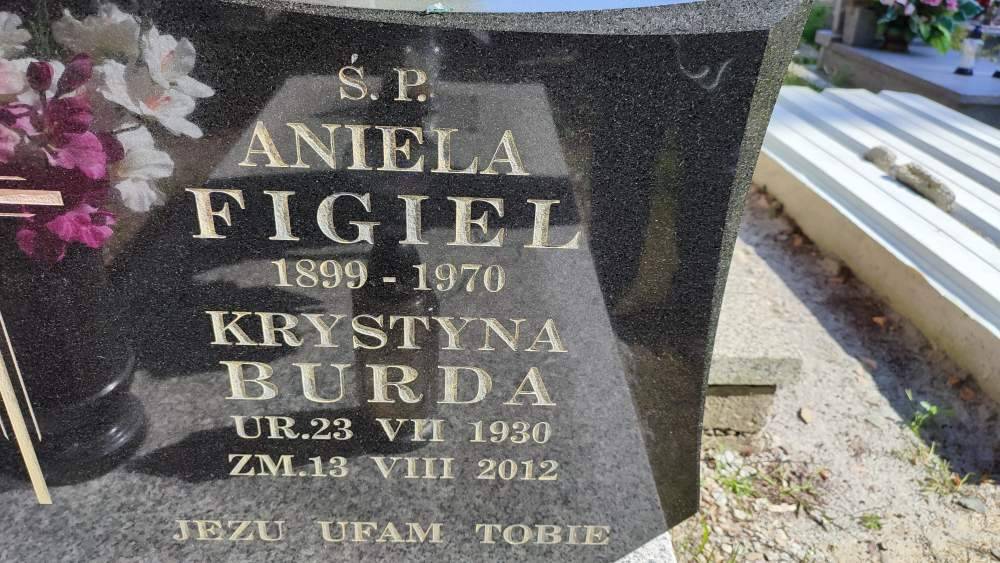 Ś. P.
ANIELA
FIGIEL
1899 - 1970
KRYSTYNA
BURDA
UR.23 VII 1930
ZM.13 VIII 2012
JEZU UFAM TOBIE